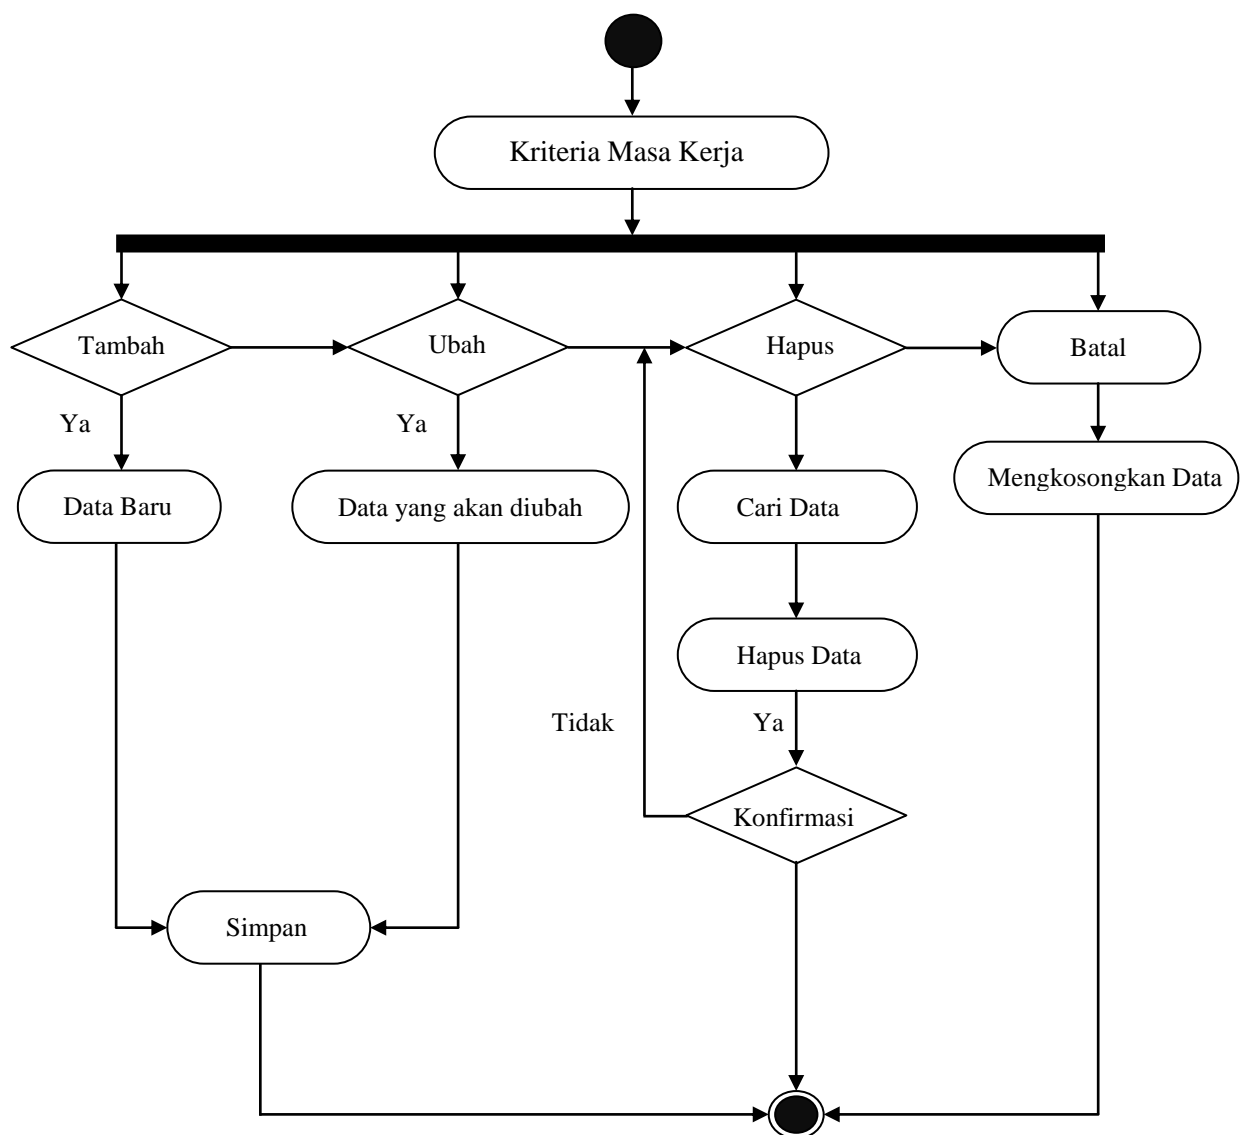 Kriteria Masa Kerja
Tambah
Ubah
Hapus
Batal
Ya
Ya
Data Baru
Data yang akan diubah
Cari Data
Mengkosongkan Data
Hapus Data
Tidak
Ya
Konfirmasi
Simpan